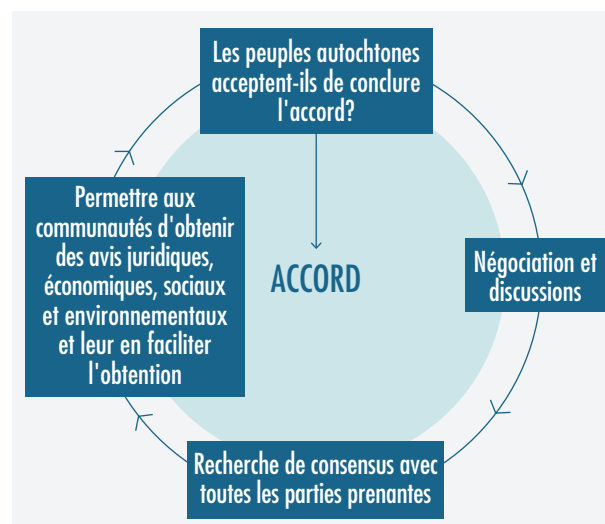 Les peuples autochtones
acceptent-ils de conclure
l'accord?
Permettre aux
communautés d'obtenir
des avis juridiques,
économiques, sociaux
et environnementaux
et leur en faciliter
l'obtention
ACCORD
Négociation et
discussions
Recherche de consensus avec
toutes les parties prenantes